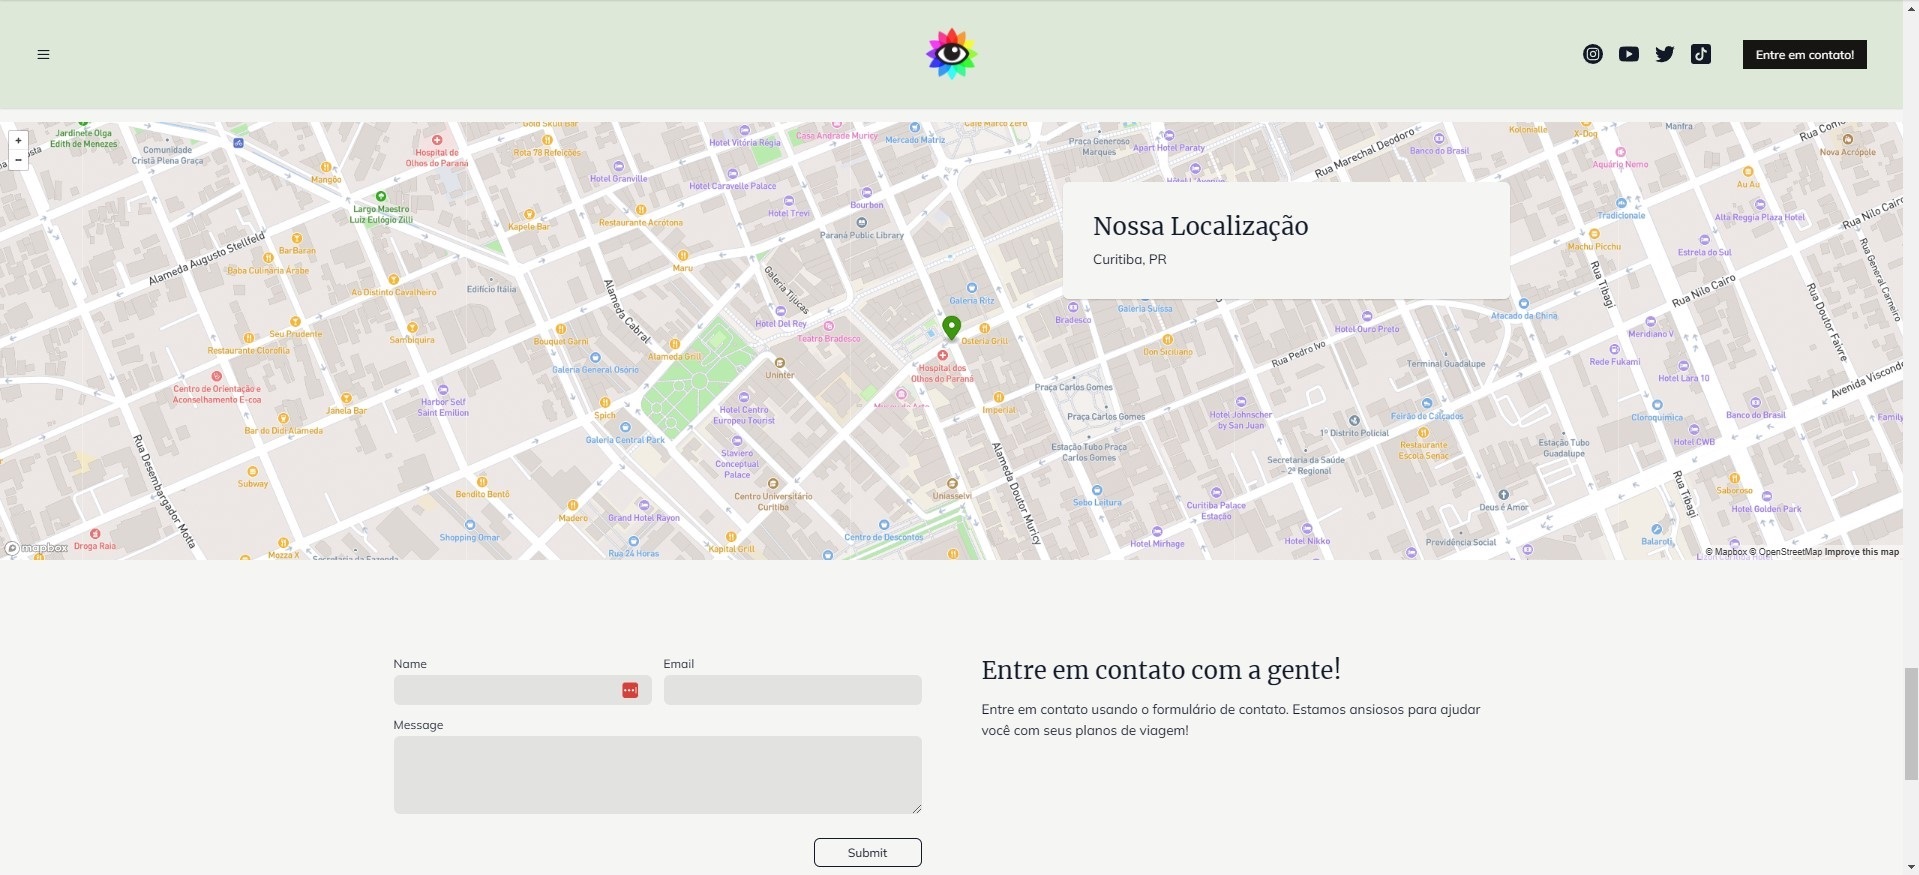 Entre em contato!
Jardinete Olga
Edith de Menezes
Comunidade
Cristã Plena Graça
Hospital de
Olhos do Paraná
Gold Skull Bar
Rota 78 Refeições
Hotel Vitória Régia
Casa Andrade Muricy
Mercado Matriz
Café Marco Zero
Praça Generoso
Marques
Apart Hotel Paraty
Rua Marechal Deodoro
Banco do Brasil
Kolonialle
X-Dog
Manfra
Nova Acrópole
Aquário Nemo
Mangôo
Hotel Granville
Hotel Caravelle Palace
Hotel Trevi
Bourbon
Paraná Public Library
Largo Maestro
Luiz Eulógio Zilli
Kapele Bar
Restaurante Acrotona
Au Au
Tradicionale
Alta Reggia Plaza Hotel
Rua Nilo Cairo
Machu Picchu
Estrela do Sul
Nossa Localização
Curitiba, PR
Alameda Augusto Stellfeld
BarBaran
Baba Culinária Árabe
Maru
Ao Distinto Cavalheiro
Edifício Itália
Alameda Cabral
Galeria Tijucas
Galeria Ritz
Bradesco
Galeria Suissa
Rua Tibagi
Rua Nilo Cairo
Rua General Carneiro
Rua Doutor Faivre
Atacado da China
Seu Prudente
Restaurante Clorofila
Sambiquira
Bouquet Garni
Hotel Del Rey
Teatro Bradesco
Osteria Grill
Hotel Ouro Preto
Meridiano V
Galeria General Osório
Alameda Grill
Uninter
Hospital dos
Olhos do Paraná
Don Siciliano
Rua Pedro Ivo
Terminal Guadalupe
Rede Fukami
Hotel Lara 10
Avenida Visconde
Centro de Orientação e
Aconselhamento E-coa
Janela Bar
Harbor Self
Saint Emilion
Spich
Hotel Centro
Europeu Tourist
Imperial
Praça Carlos Gomes
Praça Carlos Gomes
Hotel Johnscher
by San Juan
Feirão de Calçados
Cloroquímica
Banco do Brasil
Family
Bar do Didi Alameda
Galeria Central Park
Slaviero
Conceptual
Palace
Estação Tubo Praça
Carlos Gomes
1º Distrito Policial
Restaurante
Escola Senac
Estação Tubo
Guadalupe
Hotel CWB
Secretaria da Saúde
- 2ª Regional
Rua Desembargador Motta
Subway
Bendito Bentô
Madero
Grand Hotel Rayon
Centro Universitário
Curitiba
Uniasselvi
Alameda Doutor Muricy
Sebo Leitura
Curitiba Palace
Estação
Deus é Amor
Rua Tibagi
Saboroso
Hotel Golden Park
Droga Raia
Mozza X
Shopping Omar
Rua 24 Horas
Kapital Grill
Centro de Descontos
Hotel Mirhage
Hotel Nikko
Previdência Social
Balaroti
mapbox
© Mapbox © OpenStreetMap Improve this map
Name
Email
Message
Submit
Entre em contato com a gente!
Entre em contato usando o formulário de contato. Estamos ansiosos para ajudar
você com seus planos de viagem!